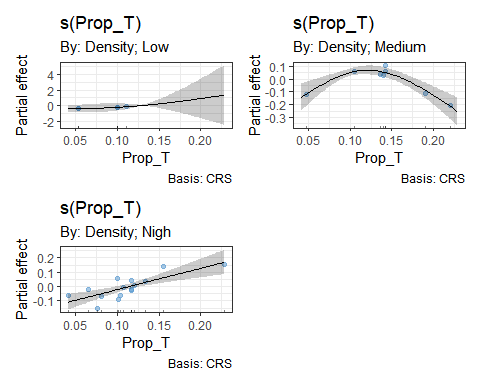 s(Prop_T)
By: Density; Low
Partial effect
4
2
0
-2
0.05
0.10
0.15
0.20
Prop_T
Basis: CRS
s(Prop_T)
By: Density; Medium
Partial effect
0.1
0.0
-0.1
-0.2
-0.3
0.05
0.10
0.15
0.20
Prop_T
Basis: CRS
s(Prop_T)
By: Density; Nigh
Partial effect
0.2
0.1
0.0
-0.1
0.05
0.10
0.15
0.20
Prop_T
Basis: CRS